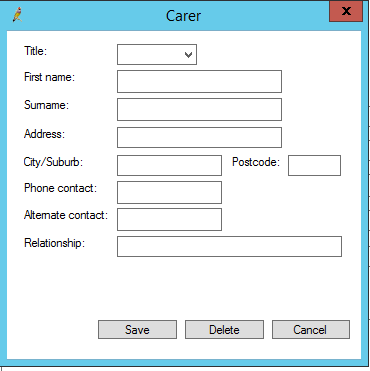 Carer
x
Title:
First name:
Surname:
Address:
City/Suburb: Postcode:
Phone contact:
Alternate contact:
Relationship:
Save Delete Cancel